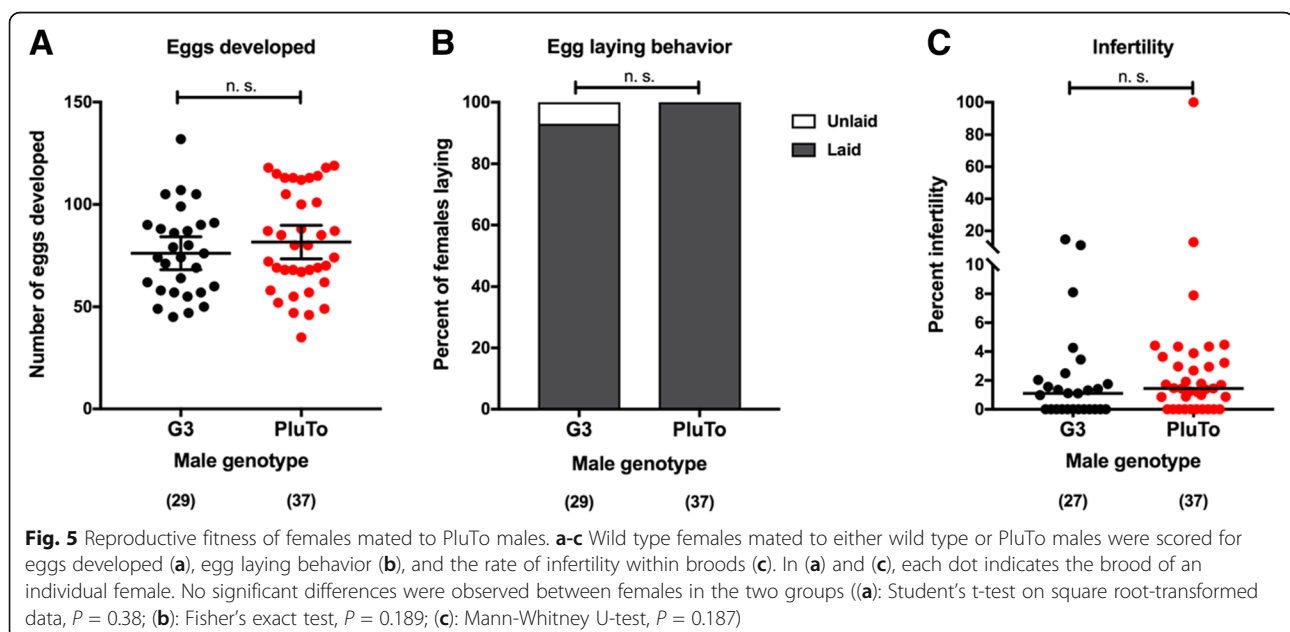 A
Eggs developed
n. s.
Number of eggs developed
150
100
50
0
G3
PluTo
Male genotype
(29)
(37)
B
Egg laying behavior
n. s.
Percent of females laying
100
80
60
40
20
0
G3
PluTo
Male genotype
(29)
(37)
Unlaid
Laid
C
Infertility
n. s.
Percent infertility
100
80
60
40
20
10
8
6
4
2
0
G3
PluTo
Male genotype
(27)
(37)
Fig. 5 Reproductive fitness of females mated to PluTo males. a-c Wild type females mated to either wild type or PluTo males were scored for
eggs developed (a), egg laying behavior (b), and the rate of infertility within broods (c). In (a) and (c), each dot indicates the brood of an
individual female. No significant differences were observed between females in the two groups ((a): Student's t-test on square root-transformed
data, P = 0.38; (b): Fisher's exact test, P = 0.189; (c): Mann-Whitney U-test, P = 0.187)